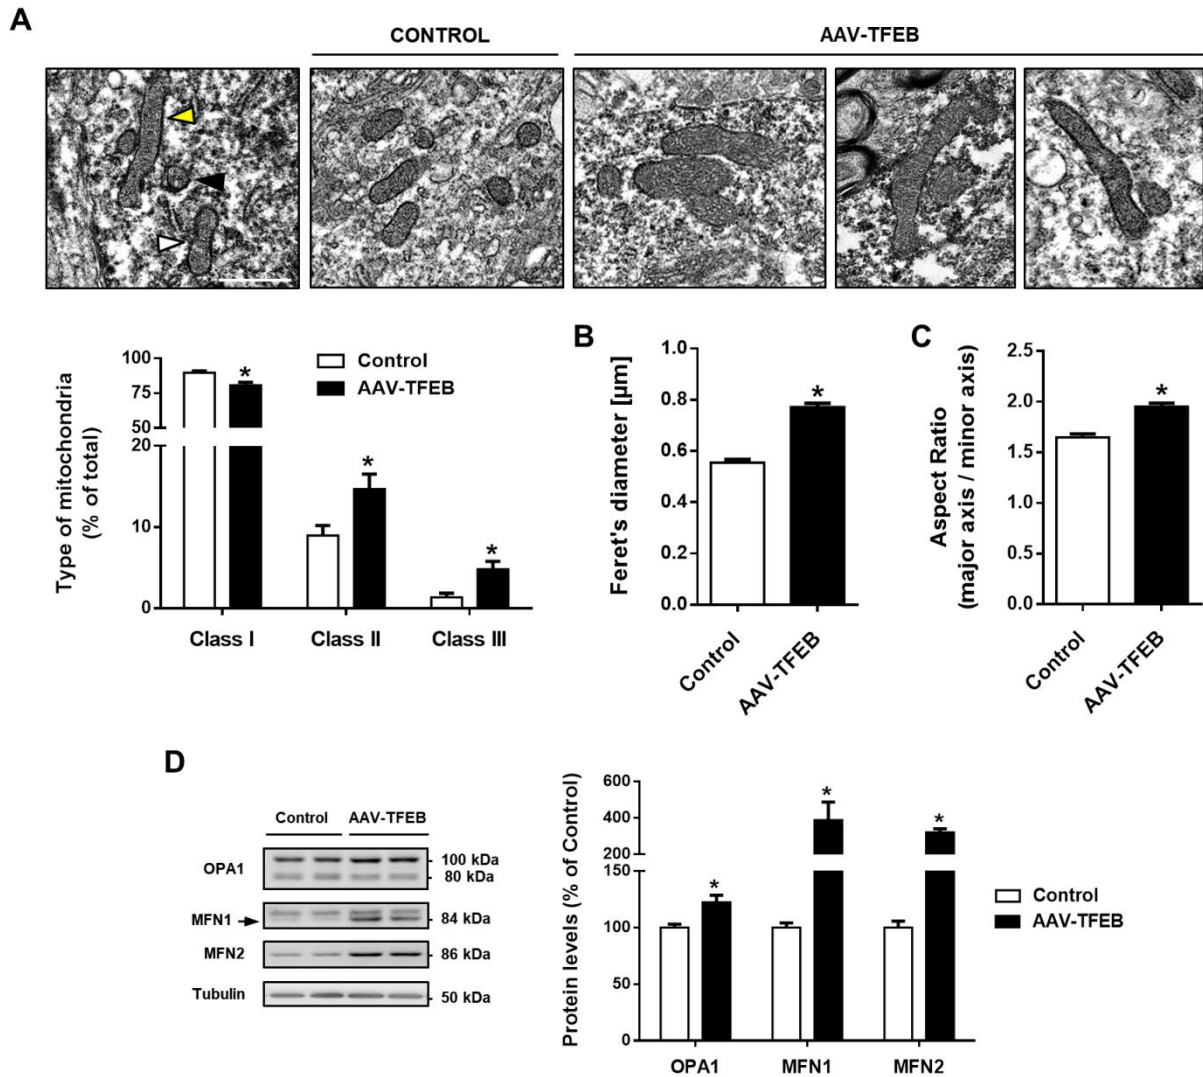 A
CONTROL
AAV-TFEB
Type of mitochondria
(% of total)
100
75
50
20
10
0
Control
AAV-TFEB
*
*
*
Class I
Class II
Class III
B
Feret's diameter [µm]
1.0
0.8
0.6
0.4
0.2
0.0
*
Control
AAV-TFEB
C
Aspect Ratio
(major axis / minor axis)
2.5
2.0
1.5
1.0
0.5
0.0
*
Control
AAV-TFEB
D
Control
AAV-TFEB
OPA1
100 kDa
80 kDa
MFN1
84 kDa
MFN2
86 kDa
Tubulin
50 kDa
Protein levels (% of Control)
600
400
200
150
100
50
0
*
*
*
OPA1
MFN1
MFN2
Control
AAV-TFEB